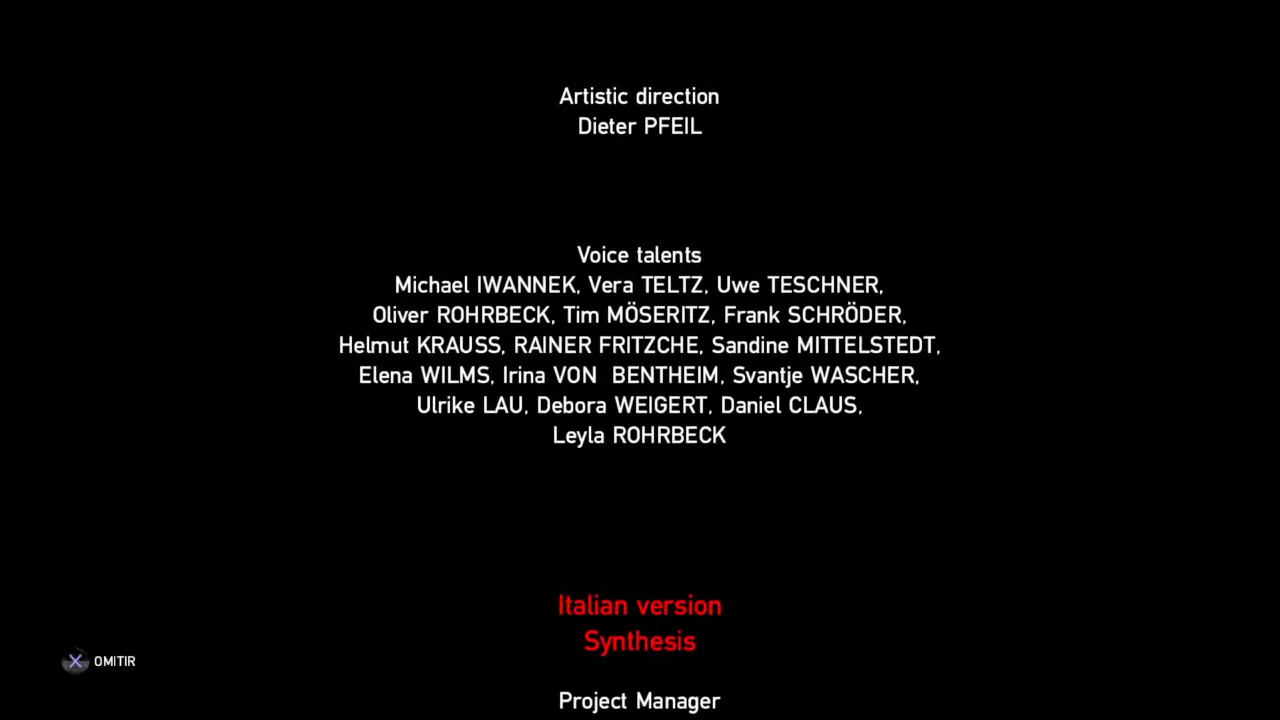 Artistic direction
Dieter PFEIL
Voice talents
Michael IWANNEK, Vera TELTZ, Uwe TESCHNER,
Oliver ROHRBECK, Tim MÖSERITZ, Frank SCHRÖDER,
Helmut KRAUSS, RAINER FRITZCHE, Sandine MITTELSTEDT,
Elena WILMS, Irina VON  BENTHEIM, Svantje WASCHER,
Ulrike LAU, Debora WEIGERT, Daniel CLAUS,
Leyla ROHRBECK
Italian version
Synthesis
OMITIR
Project Manager